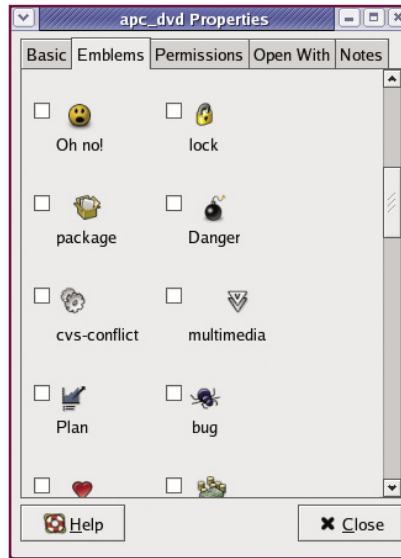 apc_dvd Properties
Basic Emblems Permissions Open With Notes
Oh no! lock
package Danger
cvs-conflict multimedia
Plan bug
Help Close